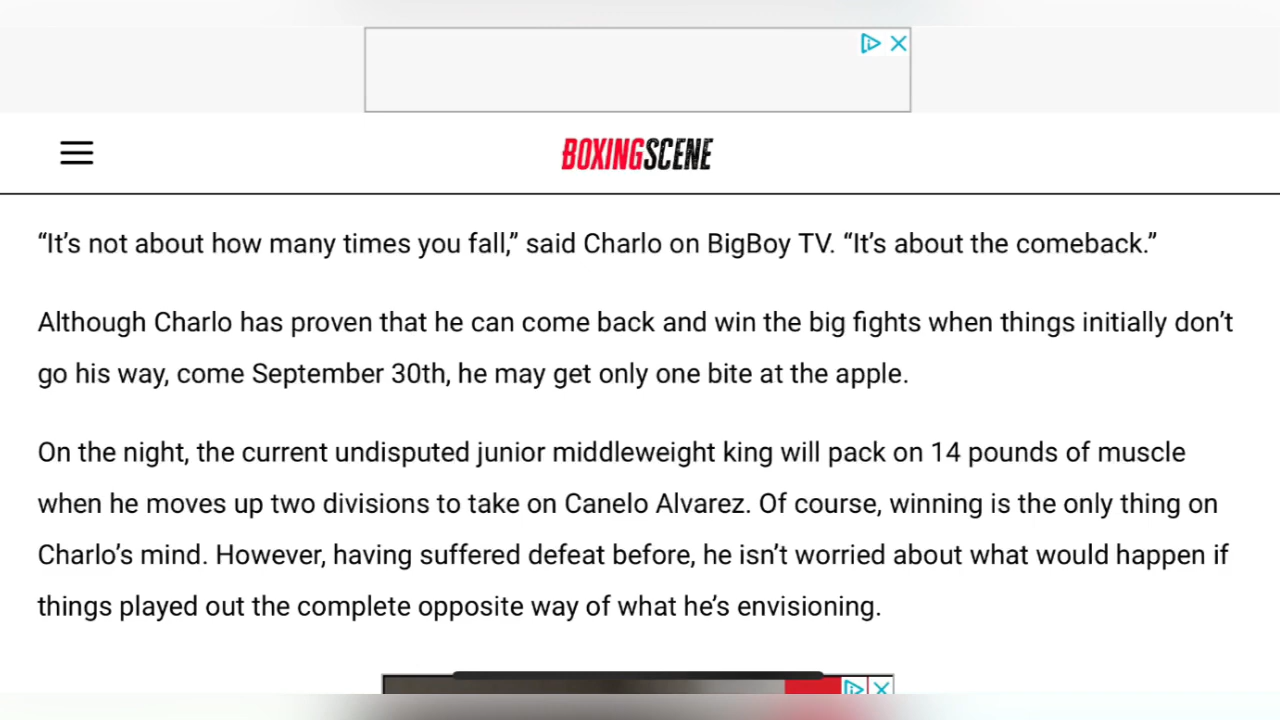 BOXINGSCENE
“It’s not about how many times you fall,” said Charlo on BigBoy TV. “It’s about the comeback.”
Although Charlo has proven that he can come back and win the big fights when things initially don’t
go his way, come September 30th, he may get only one bite at the apple.
On the night, the current undisputed junior middleweight king will pack on 14 pounds of muscle
when he moves up two divisions to take on Canelo Alvarez. Of course, winning is the only thing on
Charlo’s mind. However, having suffered defeat before, he isn’t worried about what would happen if
things played out the complete opposite way of what he’s envisioning.